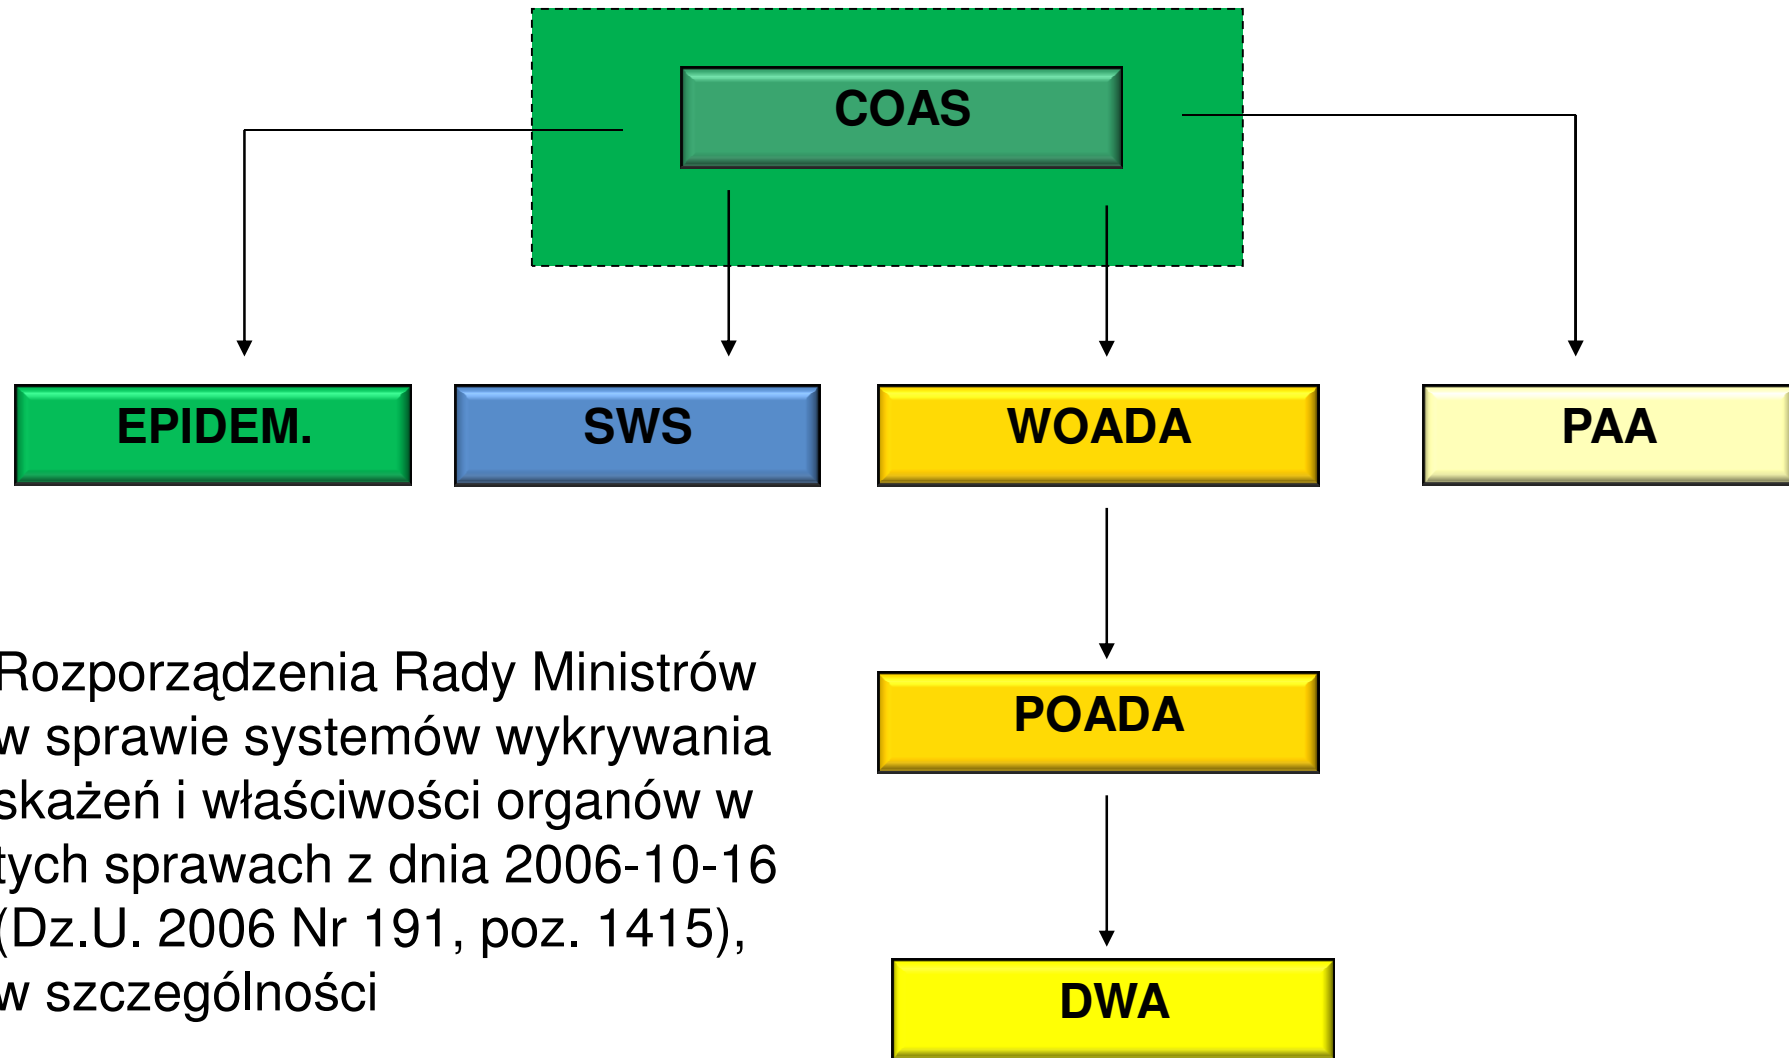 COAS
EPIDEM.
SWS
WOADA
PAA
Rozporządzenia Rady Ministrów
w sprawie systemów wykrywania
skażeń i właściwości organów w
tych sprawach z dnia 2006-10-16
(Dz.U. 2006 Nr 191, poz. 1415),
w szczególności
POADA
DWA